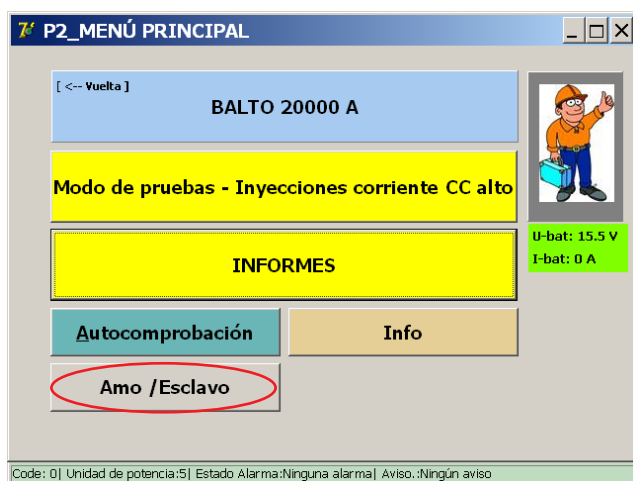 P2_MENÚ PRINCIPAL
[ <-- Vuelta ]
BALTO 20000 A
Modo de pruebas - Inyecciones corriente CC alto
U-bat: 15.5 V
I-bat: 0 A
INFORMES
Autocomprobación
Info
Amo /Esclavo
Code: 0| Unidad de potencia:5| Estado Alarma:Ninguna alarma| Aviso.:Ningún aviso